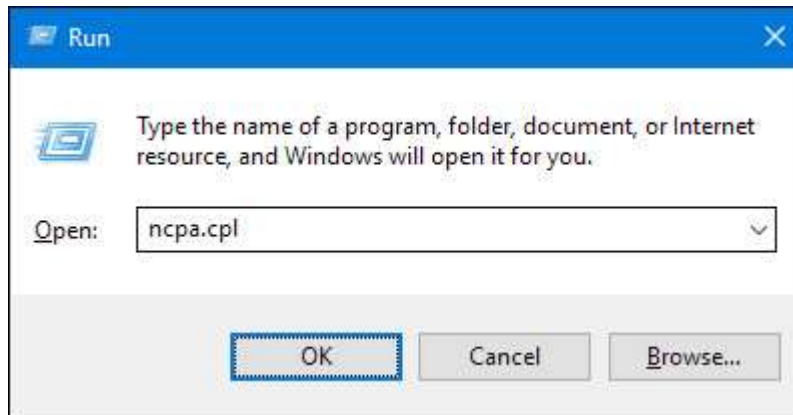 Run
Type the name of a program, folder, document, or Internet
resource, and Windows will open it for you.
Open: ncpa.cpl
OK Cancel Browse...